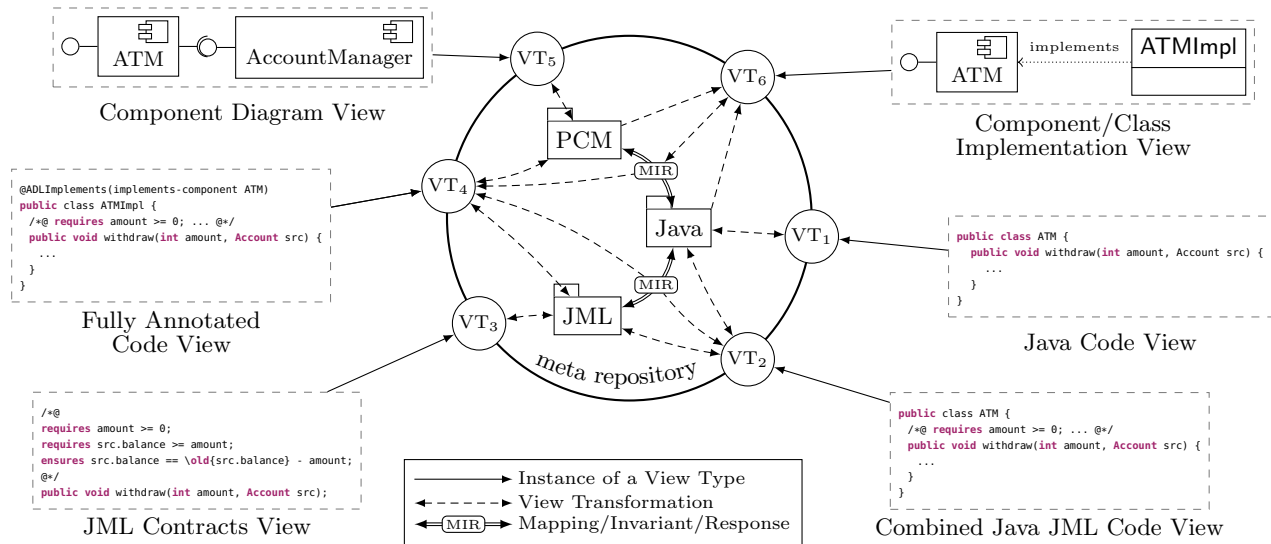 ATM
AccountManager
Component Diagram View
VT5
VT6
ATM
implements
ATMImpl
Component/Class
Implementation View
PCM
MIR
VT4
@ADLImplements(implements-component ATM)
public class ATMImpl {
/*@ requires amount >= 0; ... @*/
public void withdraw(int amount, Account src) {
...
}
}
Fully Annotated
Code View
Java
VT1
public class ATM {
public void withdraw(int amount, Account src) {
...
}
}
Java Code View
MIR
JML
VT3
VT2
meta repository
/*@
requires amount >= 0;
requires src.balance >= amount;
ensures src.balance == \old{src.balance} - amount;
@*/
public void withdraw(int amount, Account src);
JML Contracts View
Instance of a View Type
View Transformation
MIR Mapping/Invariant/Response
public class ATM {
/*@ requires amount >= 0; ... @*/
public void withdraw(int amount, Account src) {
...
}
}
Combined Java JML Code View